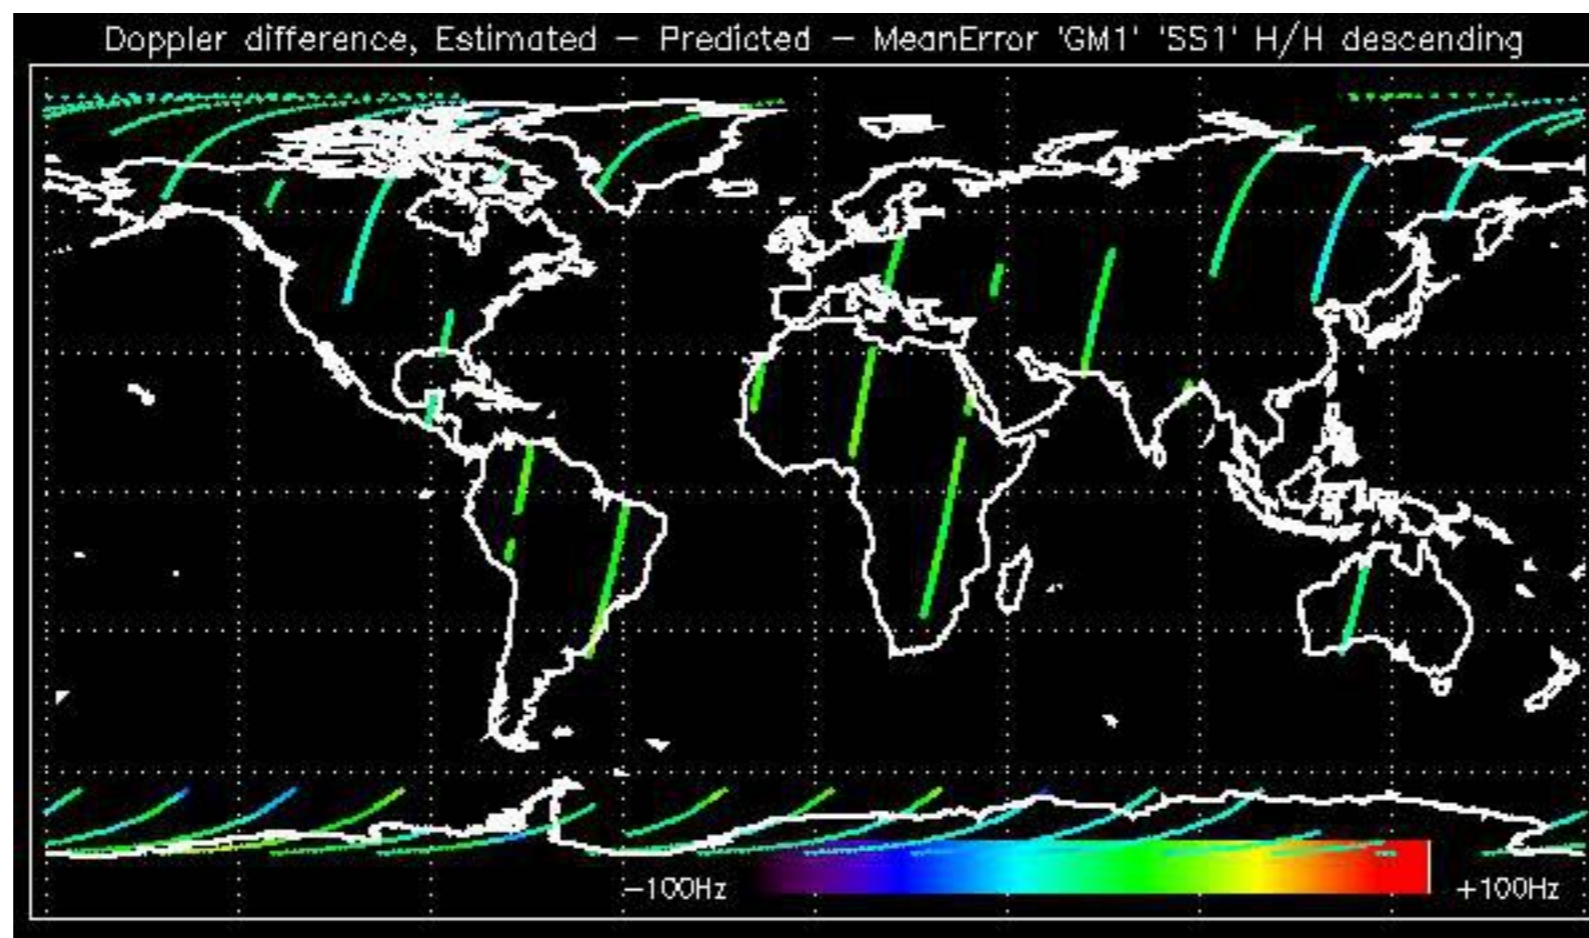 Doppler difference, Estimated – Predicted – MeanError 'GM1' 'SS1' H/H descending
–100Hz +100Hz